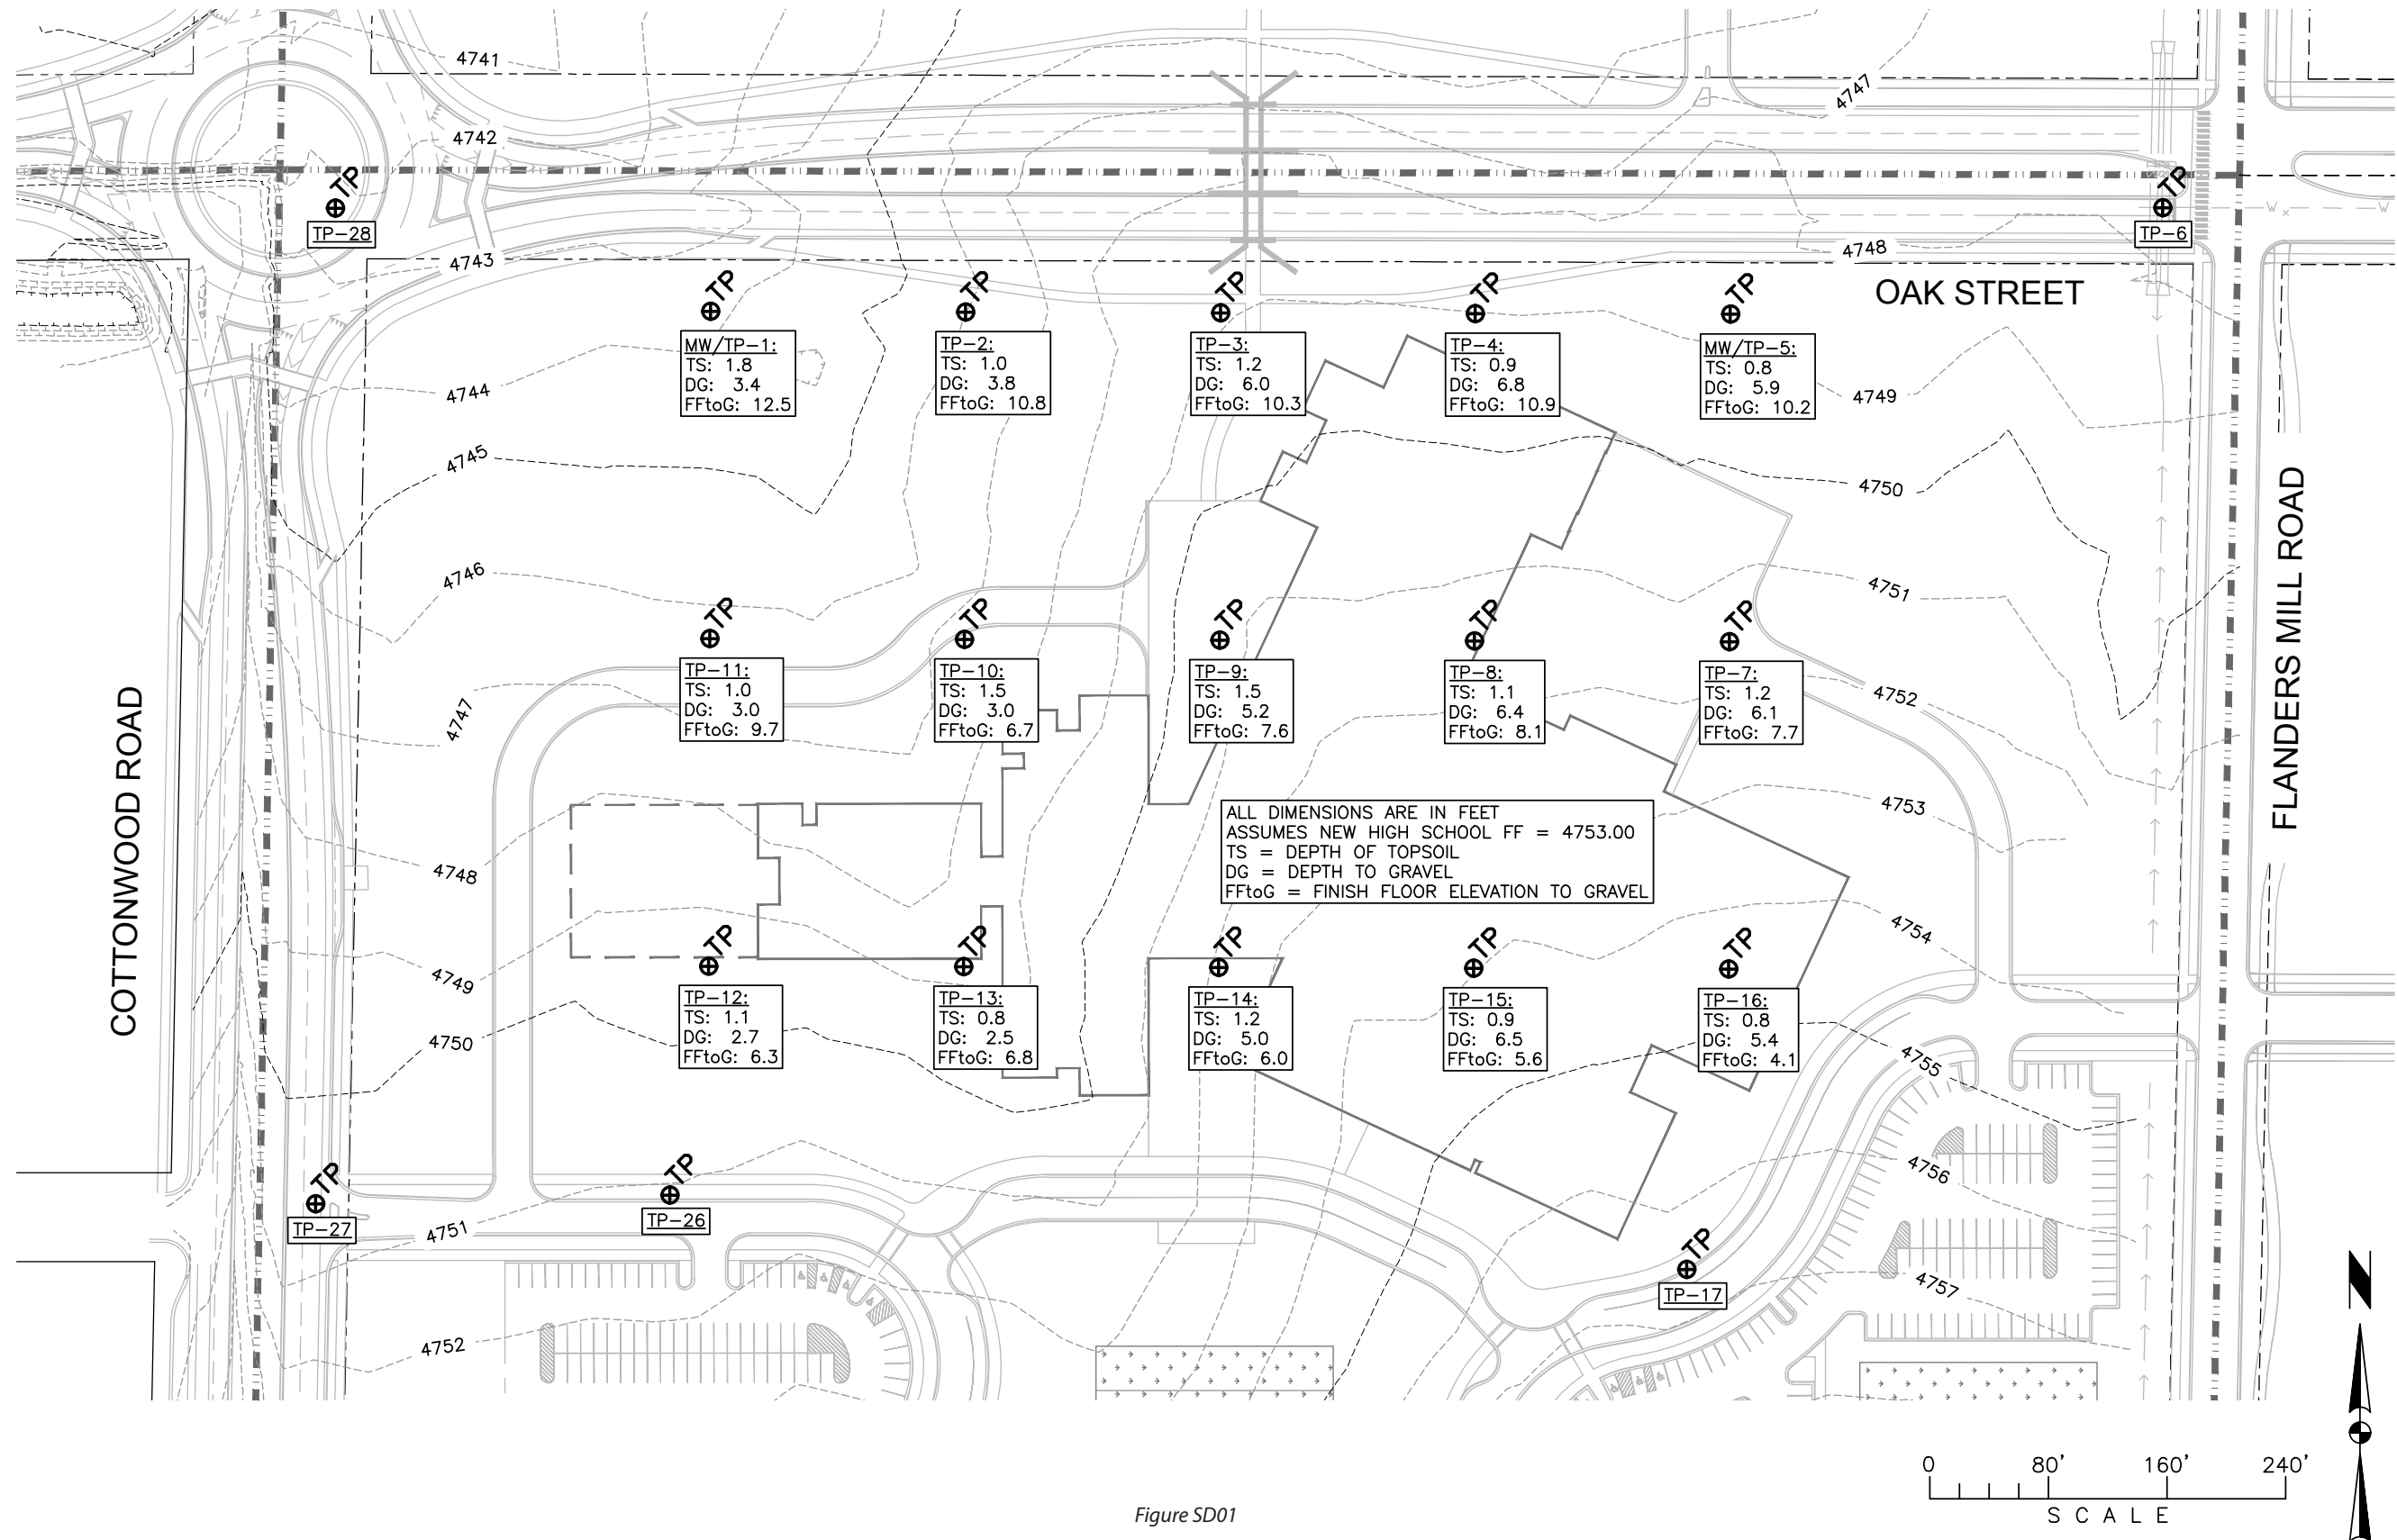 4741
4747
4742
TP
TP
TP-28
TP-6
4743
4748
OAK STREET
TP
TP
TP
TP
TP
MW/TP-1:
TS: 1.8
DG: 3.4
FFtoG: 12.5
TP-2:
TS: 1.0
DG: 3.8
FFtoG: 10.8
TP-3:
TS: 1.2
DG: 6.0
FFtoG: 10.3
TP-4:
TS: 0.9
DG: 6.8
FFtoG: 10.9
MW/TP-5:
TS: 0.8
DG: 5.9
FFtoG: 10.2
4744
4749
4745
4750
4746
4751
FLANDERS MILL ROAD
COTTONWOOD ROAD
TP
TP
TP
TP
TP
TP-11:
TS: 1.0
DG: 3.0
FFtoG: 9.7
TP-10:
TS: 1.5
DG: 3.0
FFtoG: 6.7
TP-9:
TS: 1.5
DG: 5.2
FFtoG: 7.6
TP-8:
TS: 1.1
DG: 6.4
FFtoG: 8.1
TP-7:
TS: 1.2
DG: 6.1
FFtoG: 7.7
4747
4752
4753
ALL DIMENSIONS ARE IN FEET
ASSUMES NEW HIGH SCHOOL FF = 4753.00
TS = DEPTH OF TOPSOIL
DG = DEPTH TO GRAVEL
FFtoG = FINISH FLOOR ELEVATION TO GRAVEL
4748
4754
4749
TP
TP
TP
TP
TP
TP-12:
TS: 1.1
DG: 2.7
FFtoG: 6.3
TP-13:
TS: 0.8
DG: 2.5
FFtoG: 6.8
TP-14:
TS: 1.2
DG: 5.0
FFtoG: 6.0
TP-15:
TS: 0.9
DG: 6.5
FFtoG: 5.6
TP-16:
TS: 0.8
DG: 5.4
FFtoG: 4.1
4750
4755
4756
TP
TP
TP-27
TP-26
4751
TP
TP-17
4757
4752
N
0 80' 160' 240'
SCALE
Figure SD01